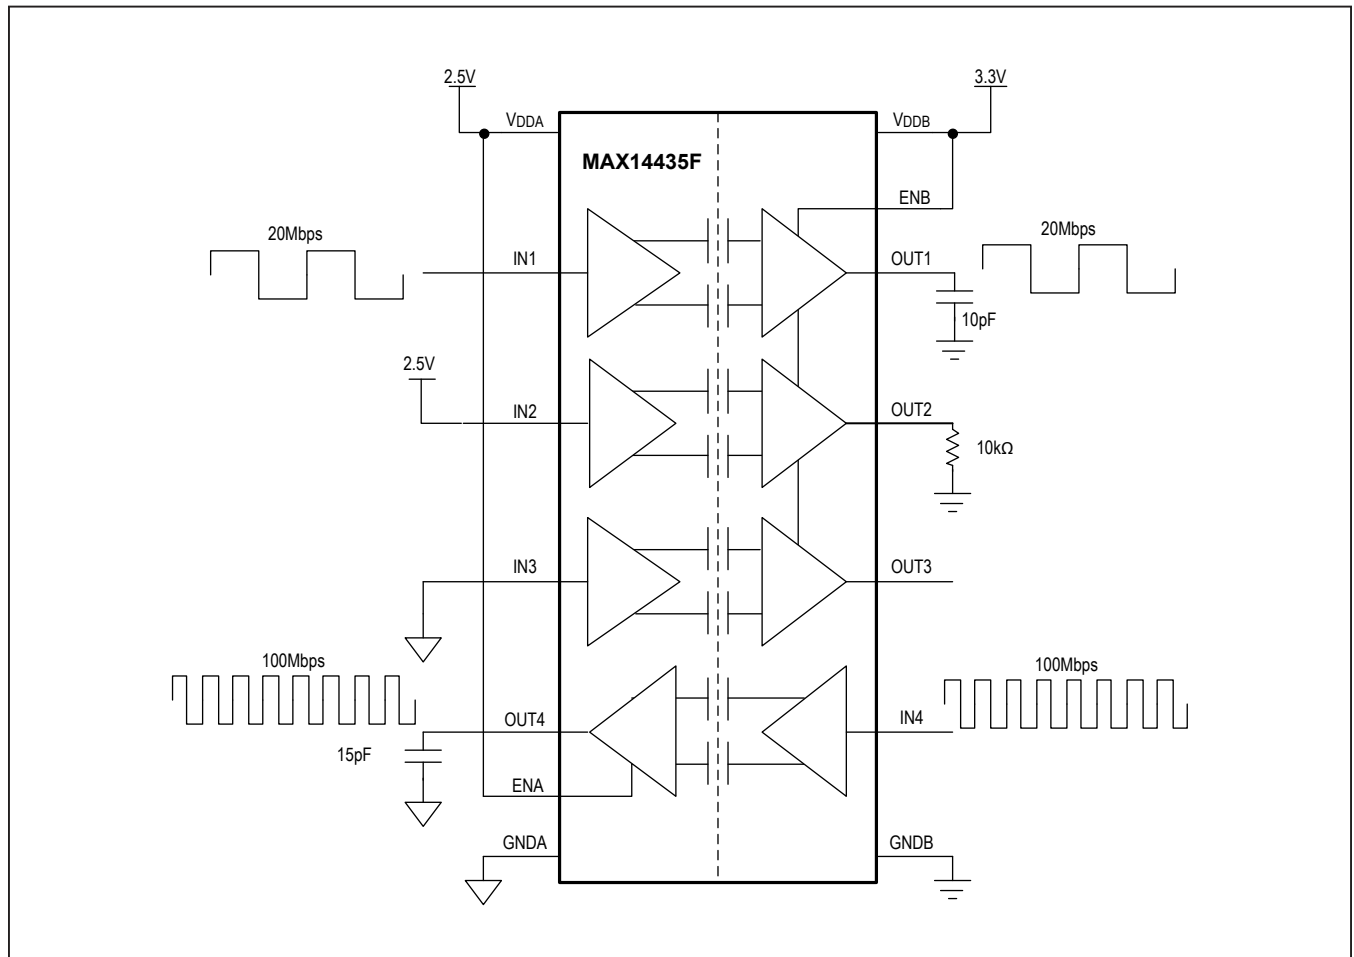 2.5V
3.3V
VDDA
VDDB
MAX14435F
ENB
20Mbps
IN1
OUT1
20Mbps
10pF
2.5V
IN2
OUT2
10kΩ
IN3
OUT3
100Mbps
100Mbps
OUT4
IN4
15pF
ENA
GNDA
GNDB